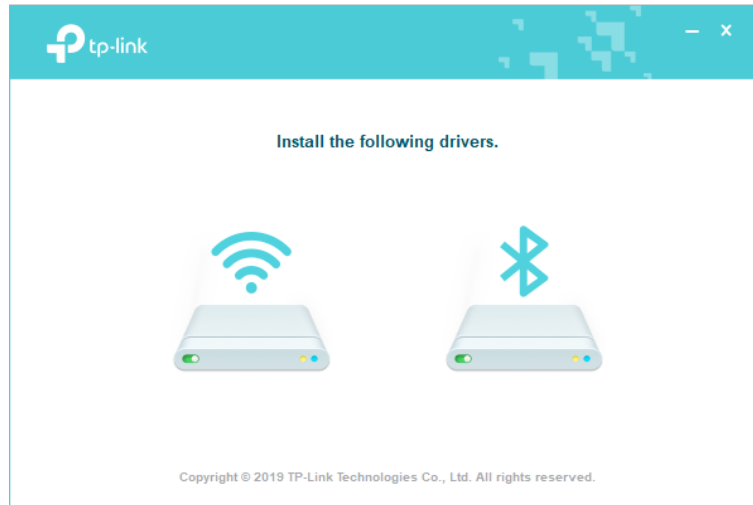 tp-link
Install the following drivers.
Copyright © 2019 TP-Link Technologies Co., Ltd. All rights reserved.